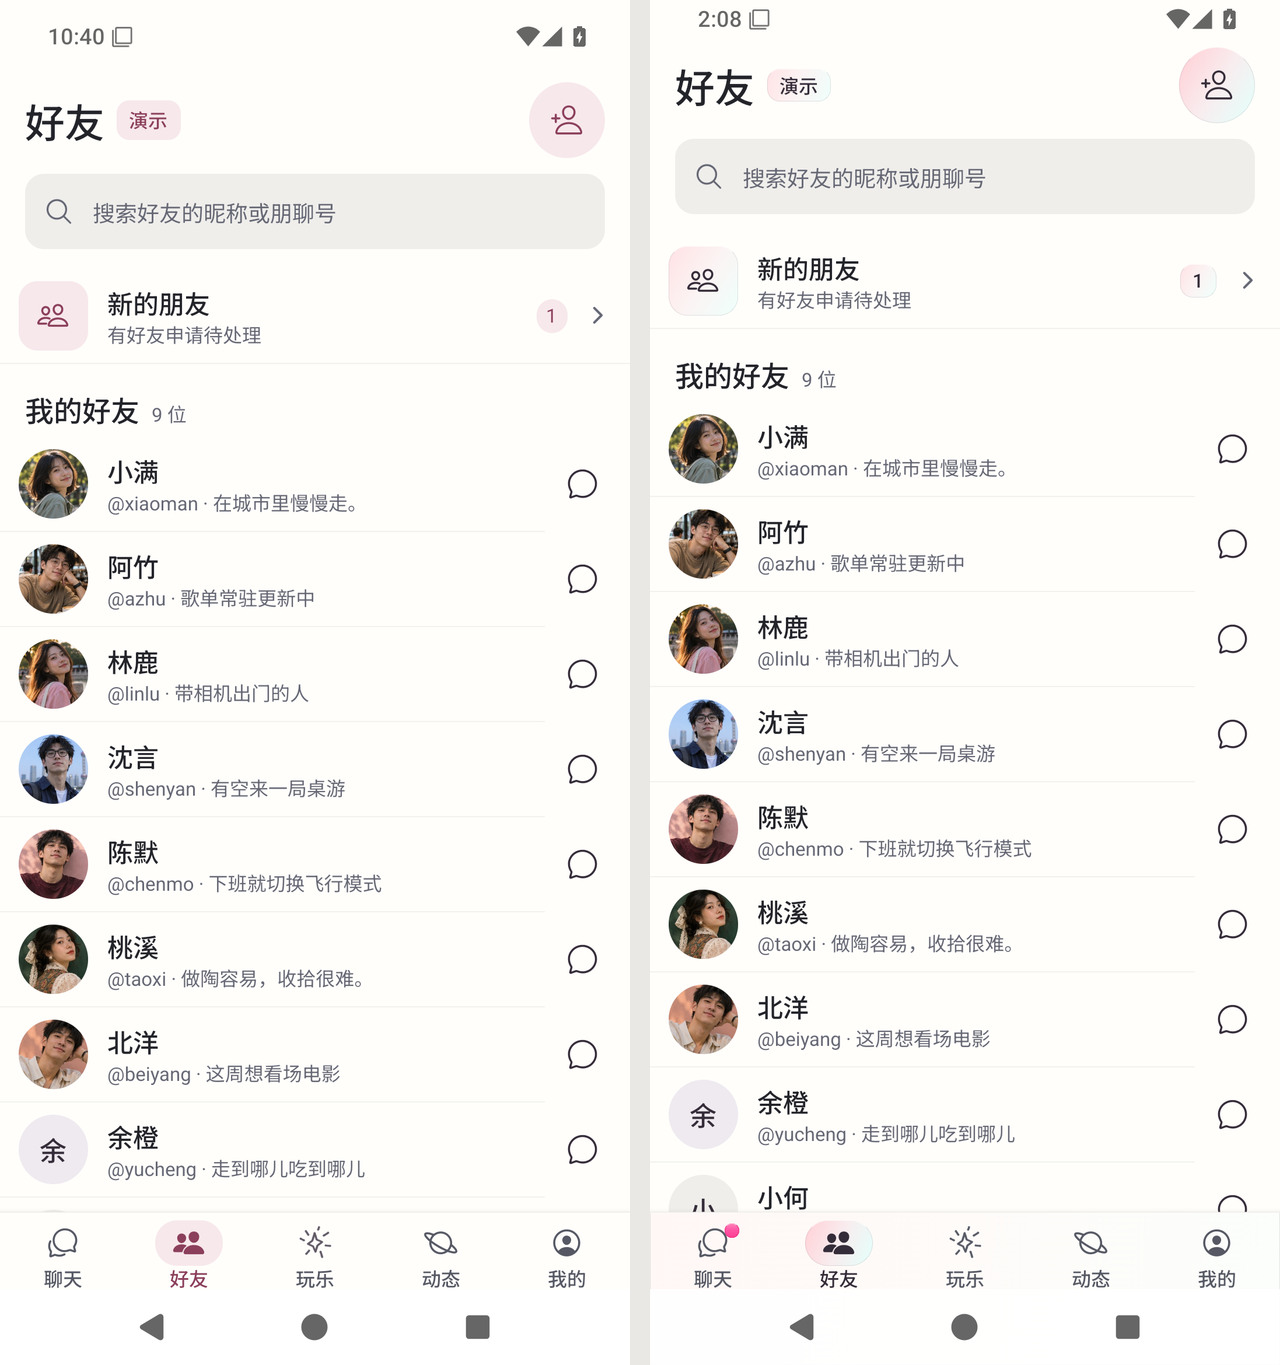 10:40
好友 演示
搜索好友的昵称或朋聊号
新的朋友
有好友申请待处理
1
我的好友 9 位
小满
@xiaoman · 在城市里慢慢走。
阿竹
@azhu · 歌单常驻更新中
林鹿
@linlu · 带相机出门的人
沈言
@shenyan · 有空来一局桌游
陈默
@chenmo · 下班就切换飞行模式
桃溪
@taoxi · 做陶容易，收拾很难。
北洋
@beiyang · 这周想看场电影
余
余橙
@yucheng · 走到哪儿吃到哪儿
聊天 好友 玩乐 动态 我的
2:08
好友 演示
搜索好友的昵称或朋聊号
新的朋友
有好友申请待处理
1
我的好友 9 位
小满
@xiaoman · 在城市里慢慢走。
阿竹
@azhu · 歌单常驻更新中
林鹿
@linlu · 带相机出门的人
沈言
@shenyan · 有空来一局桌游
陈默
@chenmo · 下班就切换飞行模式
桃溪
@taoxi · 做陶容易，收拾很难。
北洋
@beiyang · 这周想看场电影
余
余橙
@yucheng · 走到哪儿吃到哪儿
小
小何
聊天 好友 玩乐 动态 我的